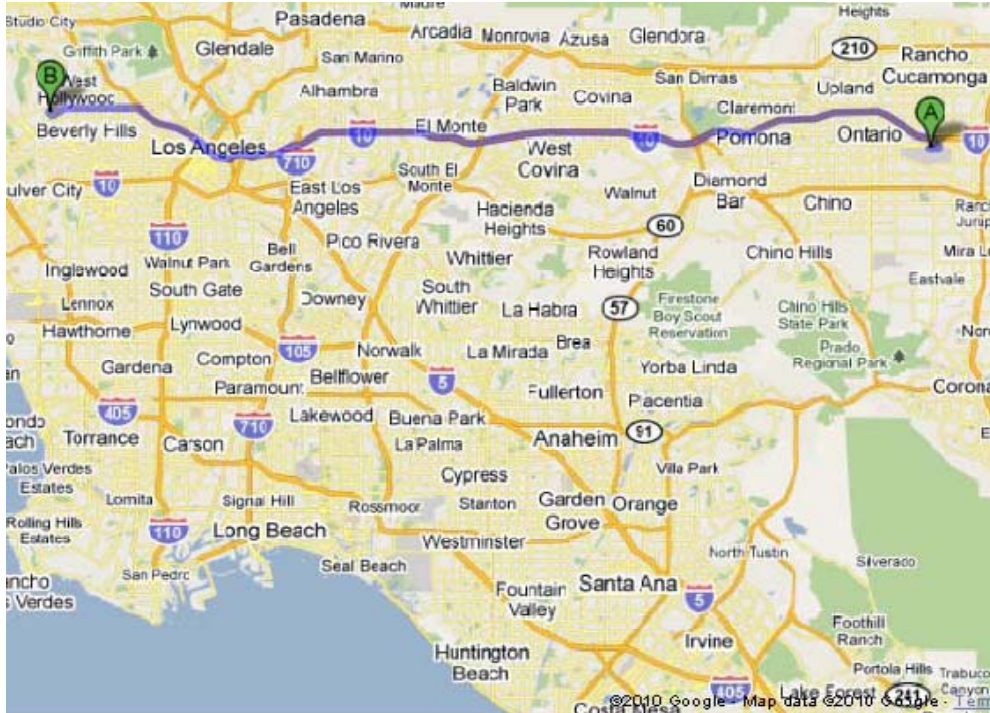 Pasadena
Heights
Studio City
Arcadia
Monrovia
Azusa
Glendora
Griffith Park
Glendale
San Marino
210
Rancho
Cucamonga
B
West
Hollywood
Alhambra
Baldwin
Park
Covina
San Dimas
Upland
Claremont
A
Beverly Hills
Los Angeles
10
El Monte
10
Pomona
Ontario
10
710
West
Covina
South El
Monte
10
East Los
Angeles
Walnut
Diamond
Bar
Chino
Hacienda
Heights
60
110
Pico Rivera
Bell
Gardens
Whittier
Rowland
Heights
Chino Hills
Inglewood
Walnut Park
South Gate
Eastvale
Lennox
Downey
South
Whittier
La Habra
57
Firestone
Boy Scout
Reservation
Chino Hills
State Park
Hawthorne
Lynwood
105
Norwalk
La Mirada
Brea
Prado
Regional Park
Gardena
Compton
Yorba Linda
Paramount
Bellflower
5
Fullerton
Placentia
Corona
405
710
Lakewood
Buena Park
Torrance
Carson
La Palma
Anaheim
91
Palos Verdes
Estates
Cypress
Villa Park
Lomita
Signal Hill
Rossmoor
Stanton
Garden
Grove
Orange
Rolling Hills
Estates
110
Long Beach
Westminster
North Tustin
Silverado
San Pedro
Seal Beach
Fountain
Valley
Santa Ana
5
Foothill
Ranch
Irvine
Huntington
Beach
Portola Hills
405
Lake Forest
241
Costa Mesa
©2010 Google - Map data ©2010 Google -